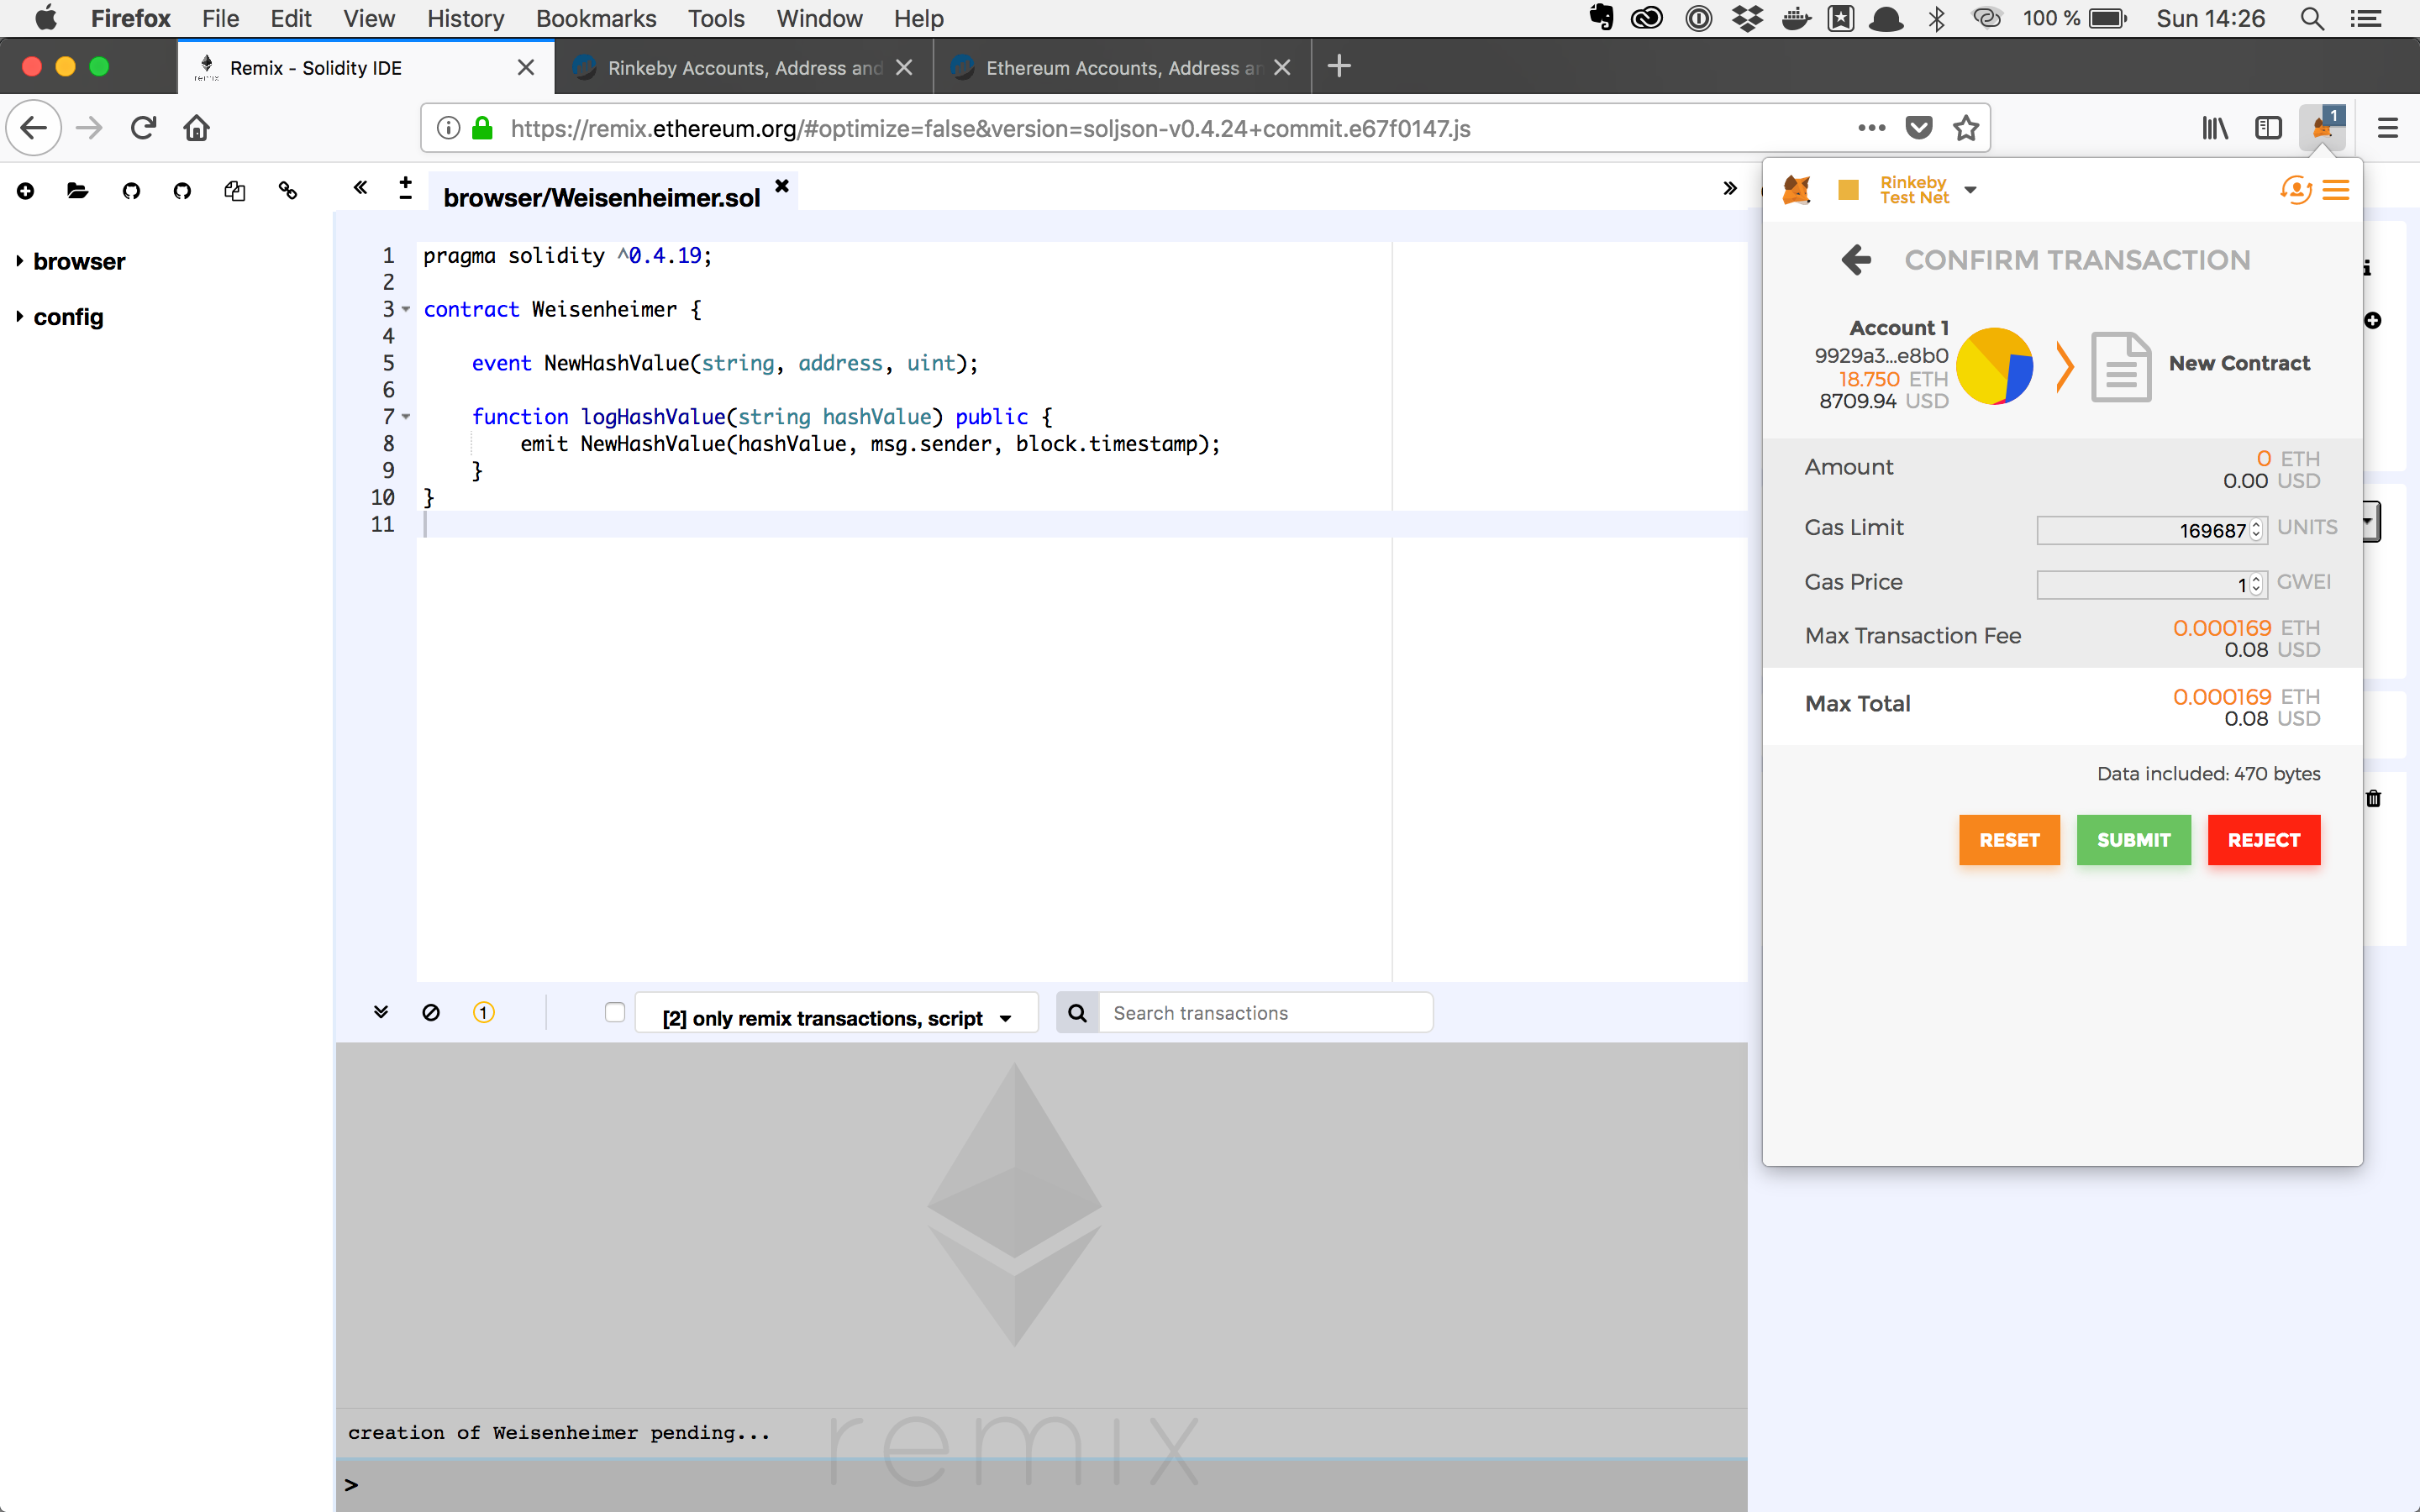 Firefox File Edit View History Bookmarks Tools Window Help 100 % Sun 14:26
remix Remix - Solidity IDE Rinkeby Accounts, Address and Ethereum Accounts, Address an
https://remix.ethereum.org/#optimize=false&version=soljson-v0.4.24+commit.e67f0147.js 1
browser/Weisenheimer.sol
browser
config
1 pragma solidity ^0.4.19;
2
3 contract Weisenheimer {
4
5 event NewHashValue(string, address, uint);
6
7 function logHashValue(string hashValue) public {
8 emit NewHashValue(hashValue, msg.sender, block.timestamp);
9 }
10 }
11
1 [2] only remix transactions, script Search transactions
remix
creation of Weisenheimer pending...
>
Rinkeby
Test Net
CONFIRM TRANSACTION
Account 1
9929a3...e8b0
18.750 ETH
8709.94 USD
New Contract
Amount 0 ETH
0.00 USD
Gas Limit 169687 UNITS
Gas Price 1 GWEI
Max Transaction Fee 0.000169 ETH
0.08 USD
Max Total 0.000169 ETH
0.08 USD
Data included: 470 bytes
RESET SUBMIT REJECT